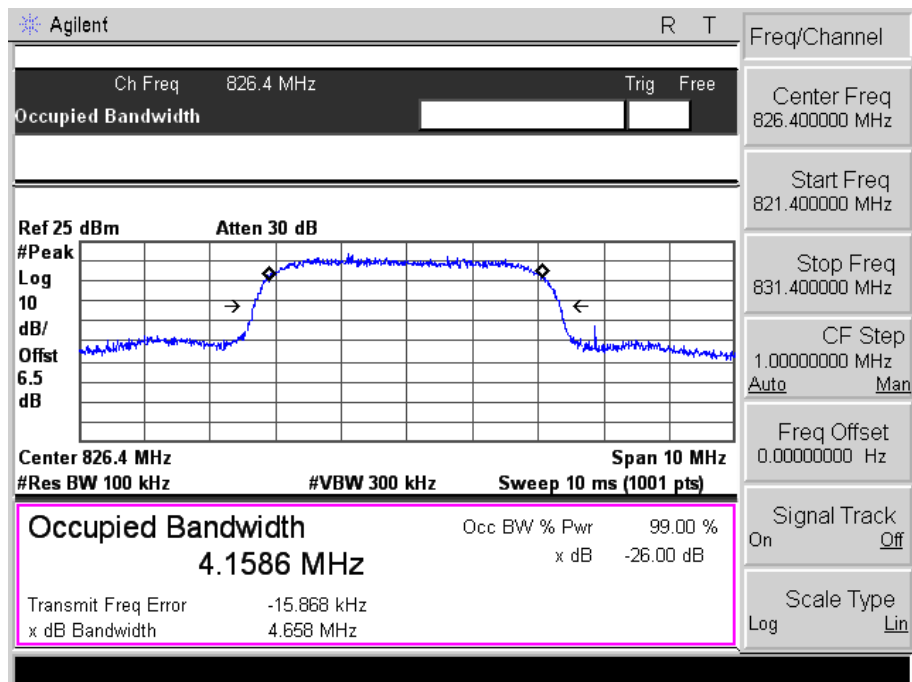 Agilent R T
Ch Freq 826.4 MHz Trig Free
Occupied Bandwidth
Ref 25 dBm Atten 30 dB
#Peak
Log
10
dB/
Offst
6.5
dB
Center 826.4 MHz Span 10 MHz
#Res BW 100 kHz #VBW 300 kHz Sweep 10 ms (1001 pts)
Occupied Bandwidth Occ BW % Pwr 99.00 %
4.1586 MHz x dB -26.00 dB
Transmit Freq Error -15.868 kHz
x dB Bandwidth 4.658 MHz
Freq/Channel
Center Freq
826.400000 MHz
Start Freq
821.400000 MHz
Stop Freq
831.400000 MHz
CF Step
1.00000000 MHz
Auto Man
Freq Offset
0.00000000 Hz
Signal Track
On Off
Scale Type
Log Lin